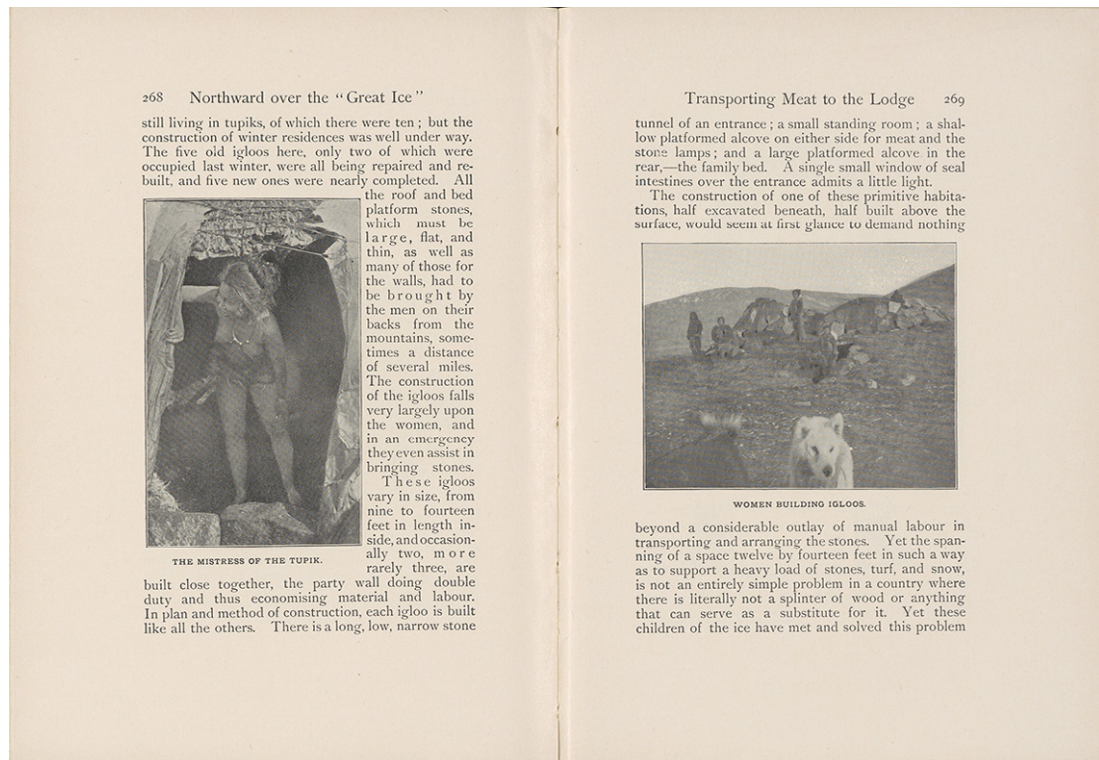 268 Northward over the “Great Ice”
still living in tupiks, of which there were ten ; but the
construction of winter residences was well under way.
The five old igloos here, only two of which were
occupied last winter, were all being repaired and re-
built, and five new ones were nearly completed. All
the roof and bed
platform stones,
which must be
large, flat, and
thin, as well as
many of those for
the walls, had to
be brought by
the men on their
backs from the
mountains, some-
times a distance
of several miles.
The construction
of the igloos falls
very largely upon
the women, and
in an emergency
they even assist in
bringing stones.
These igloos
vary in size, from
nine to fourteen
feet in length in-
side, and occasion-
ally two, more
rarely three, are
THE MISTRESS OF THE TUPIK.
built close together, the party wall doing double
duty and thus economising material and labour.
In plan and method of construction, each igloo is built
like all the others. There is a long, low, narrow stone
Transporting Meat to the Lodge 269
tunnel of an entrance ; a small standing room ; a shal-
low platformed alcove on either side for meat and the
stone lamps ; and a large platformed alcove in the
rear,—the family bed. A single small window of seal
intestines over the entrance admits a little light.
The construction of one of these primitive habita-
tions, half excavated beneath, half built above the
surface, would seem at first glance to demand nothing
WOMEN BUILDING IGLOOS.
beyond a considerable outlay of manual labour in
transporting and arranging the stones. Yet the span-
ning of a space twelve by fourteen feet in such a way
as to support a heavy load of stones, turf, and snow,
is not an entirely simple problem in a country where
there is literally not a splinter of wood or anything
that can serve as a substitute for it. Yet these
children of the ice have met and solved this problem